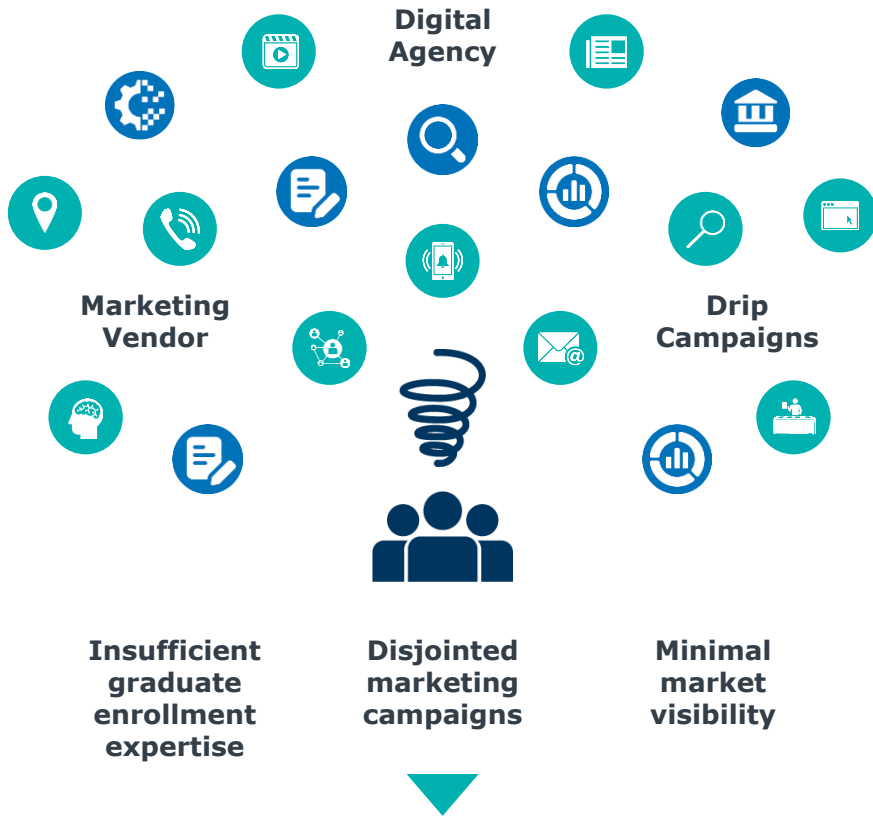 Digital
Agency
Marketing
Vendor
Drip
Campaigns
Insufficient
graduate
enrollment
expertise
Disjointed
marketing
campaigns
Minimal
market
visibility